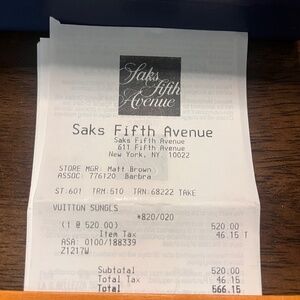 Saks
Fifth
Avenue
Saks Fifth Avenue
Saks Fifth Avenue
611 Fifth Avenue
New York, NY 10022
STORE MGR: Matt Brown
ASSOC: 776120 Barbra
ST:601 TRM:510 TRN:68222 TAKE
VUITTON SUNGLS
*820/020
(1 @ 520.00) 520.00
Item Tax 46.15 T
ASA: 0100/188339
Z1217W
Subtotal 520.00
Total Tax 46.15
Total 566.15